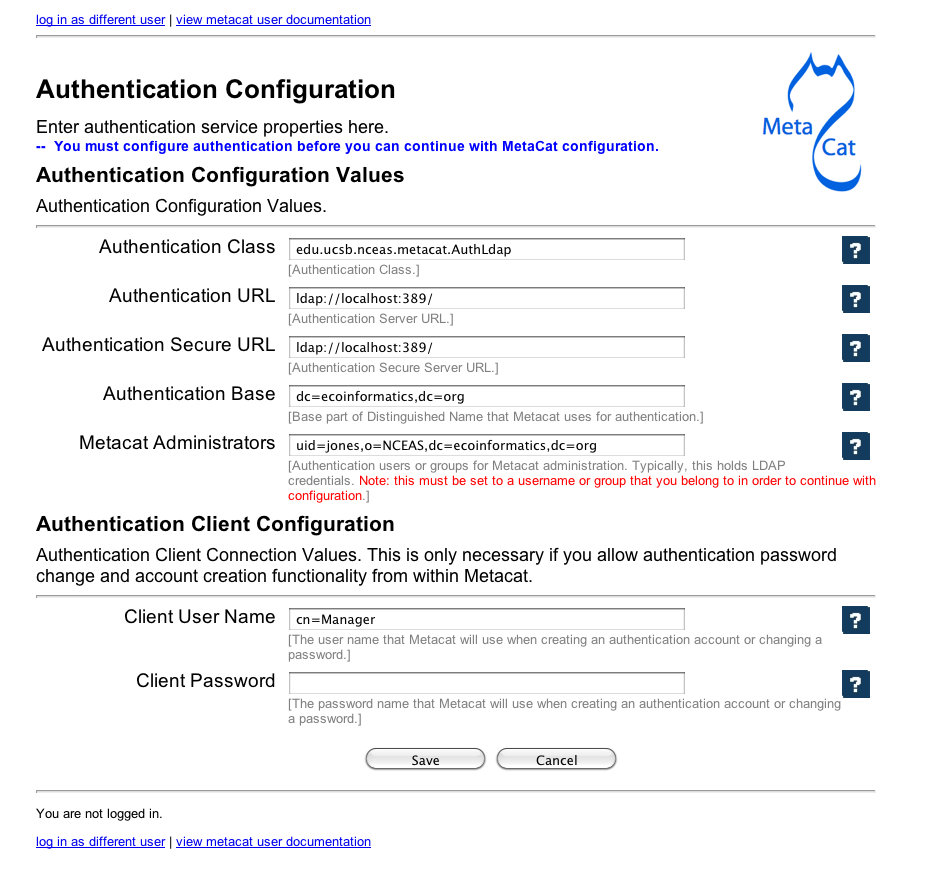 log in as different user | view metacat user documentation
Authentication Configuration
Enter authentication service properties here.
-- You must configure authentication before you can continue with MetaCat configuration.
Meta
Cat
Authentication Configuration Values
Authentication Configuration Values.
Authentication Class edu.ucsb.nceas.metacat.AuthLdap ?
[Authentication Class.]
Authentication URL ldap://localhost:389/ ?
[Authentication Server URL.]
Authentication Secure URL ldap://localhost:389/ ?
[Authentication Secure Server URL.]
Authentication Base dc=ecoinformatics,dc=org ?
[Base part of Distinguished Name that Metacat uses for authentication.]
Metacat Administrators uid=jones,o=NCEAS,dc=ecoinformatics,dc=org ?
[Authentication users or groups for Metacat administration. Typically, this holds LDAP
credentials. Note: this must be set to a username or group that you belong to in order to continue with
configuration.]
Authentication Client Configuration
Authentication Client Connection Values. This is only necessary if you allow authentication password
change and account creation functionality from within Metacat.
Client User Name cn=Manager ?
[The user name that Metacat will use when creating an authentication account or changing a
password.]
Client Password ?
[The password name that Metacat will use when creating an authentication account or changing
a password.]
Save Cancel
You are not logged in.
log in as different user | view metacat user documentation